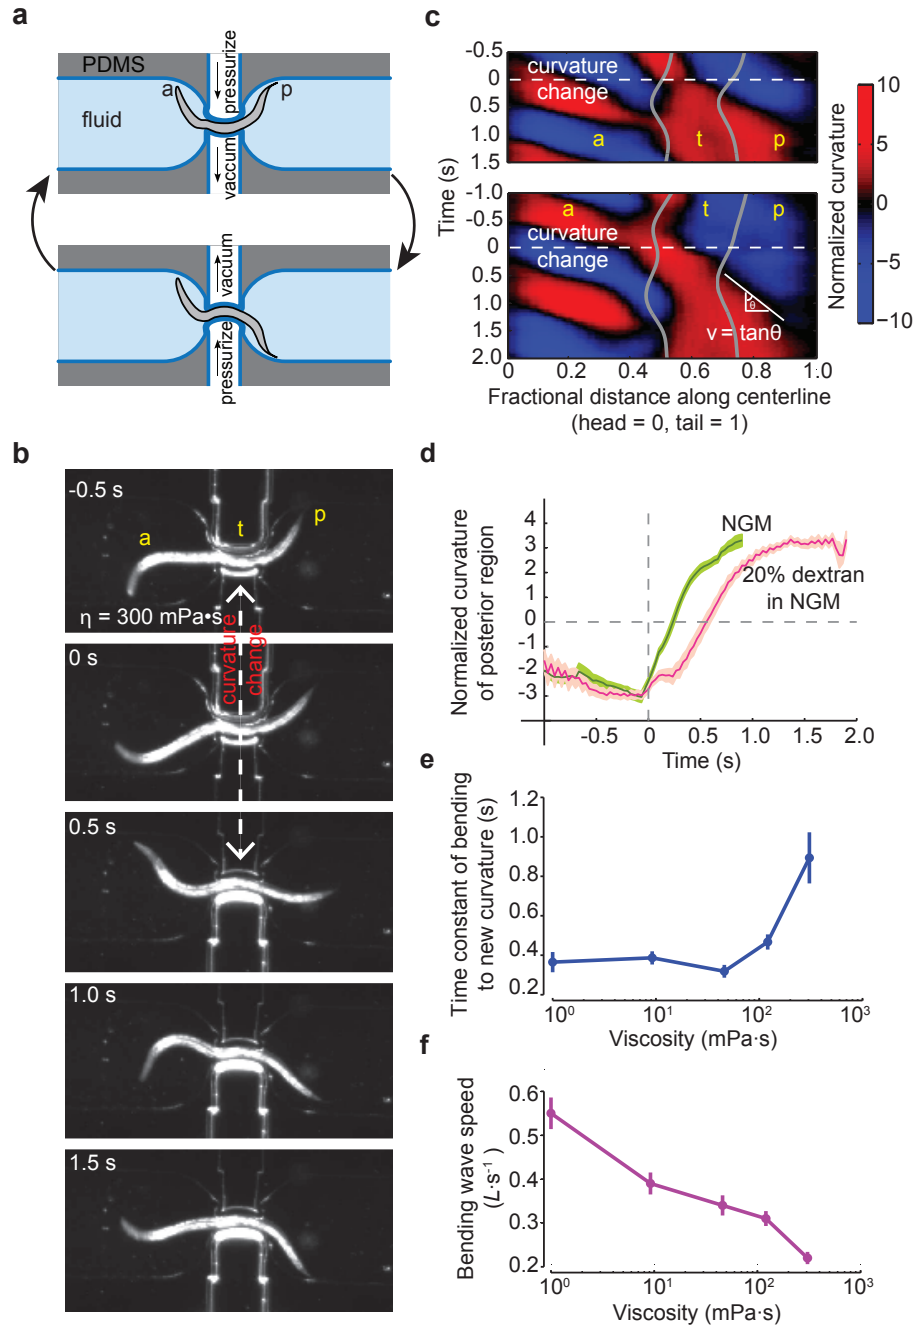 a
PDMS
pressurize
a
p
fluid
vaccum
vacuum
pressurize
b
-0.5 s
p
a
t
η = 300 mPa•s
curvature
change
0 s
0.5 s
1.0 s
1.5 s
c
-0.5
0
0.5
1.0
1.5
curvature
change
a
t
p
-1.0
-0.5
0
0.5
1.0
1.5
2.0
a
t
p
curvature
change
θ
v = tanθ
Time (s)
0
0.2
0.4
0.6
0.8
1.0
Fractional distance along centerline
(head = 0, tail = 1)
Normalized curvature
10
5
0
−5
−10
d
4
3
2
1
0
-1
-2
-3
NGM
20% dextran
in NGM
Normalized curvature
of posterior region
-0.5
0
0.5
1.0
1.5
2.0
Time (s)
e
1.2
1.0
0.8
0.6
0.4
0.2
Time constant of bending
to new curvature (s)
10⁰
10¹
10²
10³
Viscosity (mPa·s)
f
0.6
0.5
0.4
0.3
0.2
Bending wave speed
(L·s⁻¹)
10⁰
10¹
10²
10³
Viscosity (mPa·s)